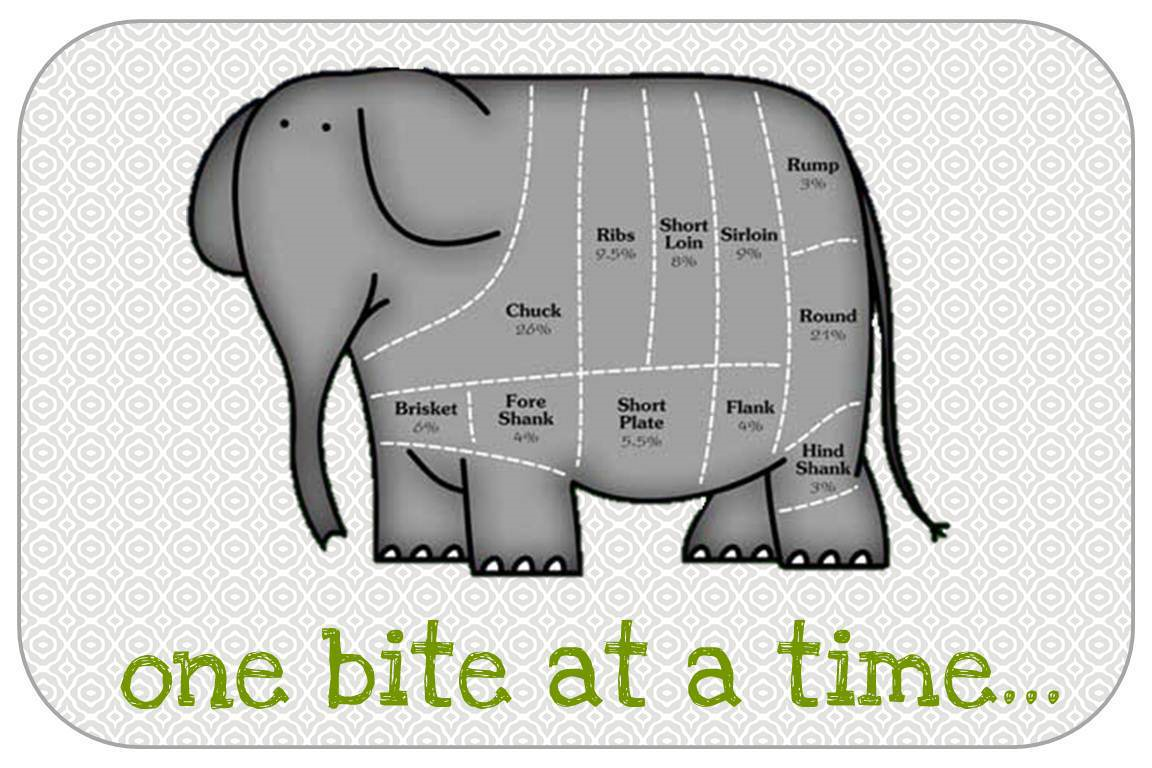 Rump
3%
Ribs
9.5%
Short
Loin
8%
Sirloin
9%
Chuck
26%
Round
21%
Brisket
6%
Fore
Shank
4%
Short
Plate
5.5%
Flank
4%
Hind
Shank
3%
one bite at a time...